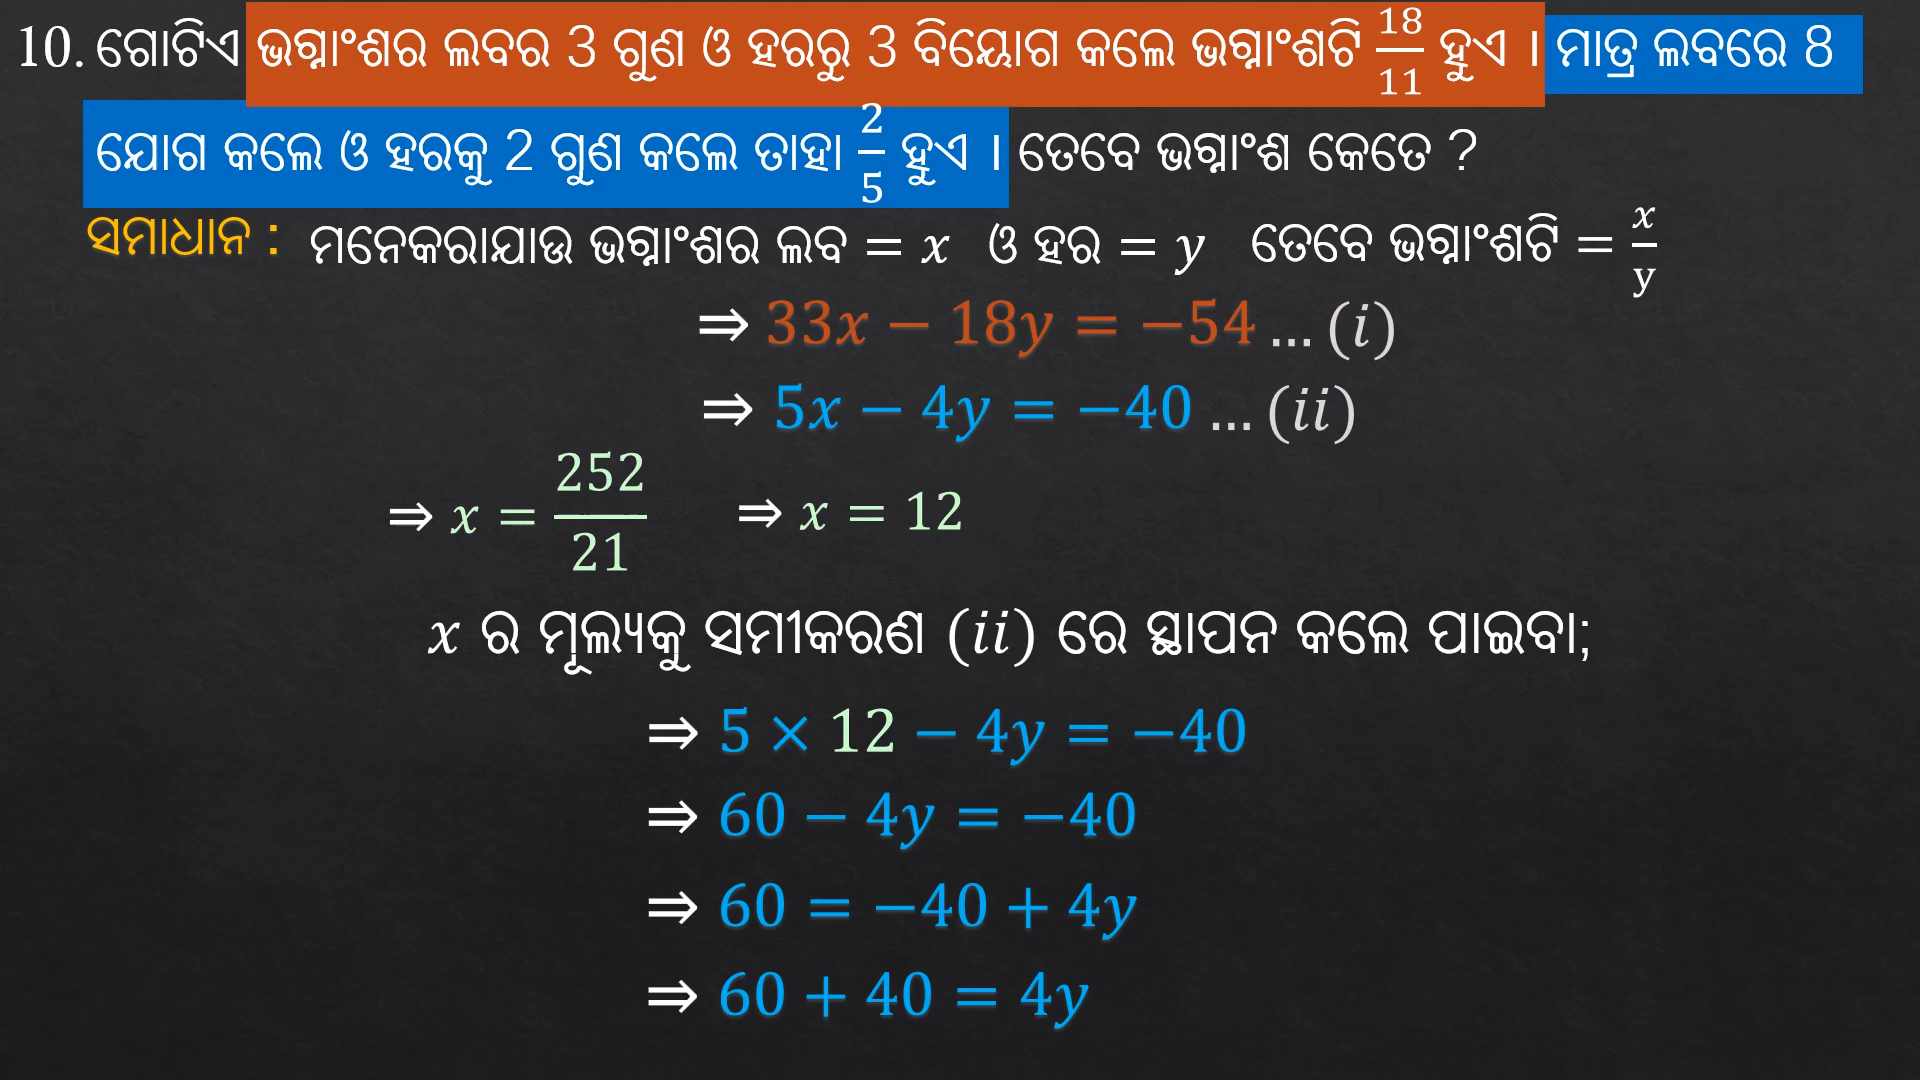 10. ଗୋଟିଏ ଭଗ୍ନାଂଶର ଲବର 3 ଗୁଣ ଓ ହରରୁ 3 ବିୟୋଗ କଲେ ଭଗ୍ନାଂଶଟି 18/11 ହୁଏ । ମାତ୍ର ଲବରେ 8
ଯୋଗ କଲେ ଓ ହରକୁ 2 ଗୁଣ କଲେ ତାହା 2/5 ହୁଏ । ତେବେ ଭଗ୍ନାଂଶ କେତେ ?
ସମାଧାନ : ମନେକରାଯାଉ ଭଗ୍ନାଂଶର ଲବ = x ଓ ହର = y ତେବେ ଭଗ୍ନାଂଶଟି = x/y
⇒ 33x − 18y = −54 … (i)
⇒ 5x − 4y = −40 … (ii)
⇒ x = 252/21 ⇒ x = 12
x ର ମୂଲ୍ୟକୁ ସମୀକରଣ (ii) ରେ ସ୍ଥାପନ କଲେ ପାଇବା;
⇒ 5 × 12 − 4y = −40
⇒ 60 − 4y = −40
⇒ 60 = −40 + 4y
⇒ 60 + 40 = 4y